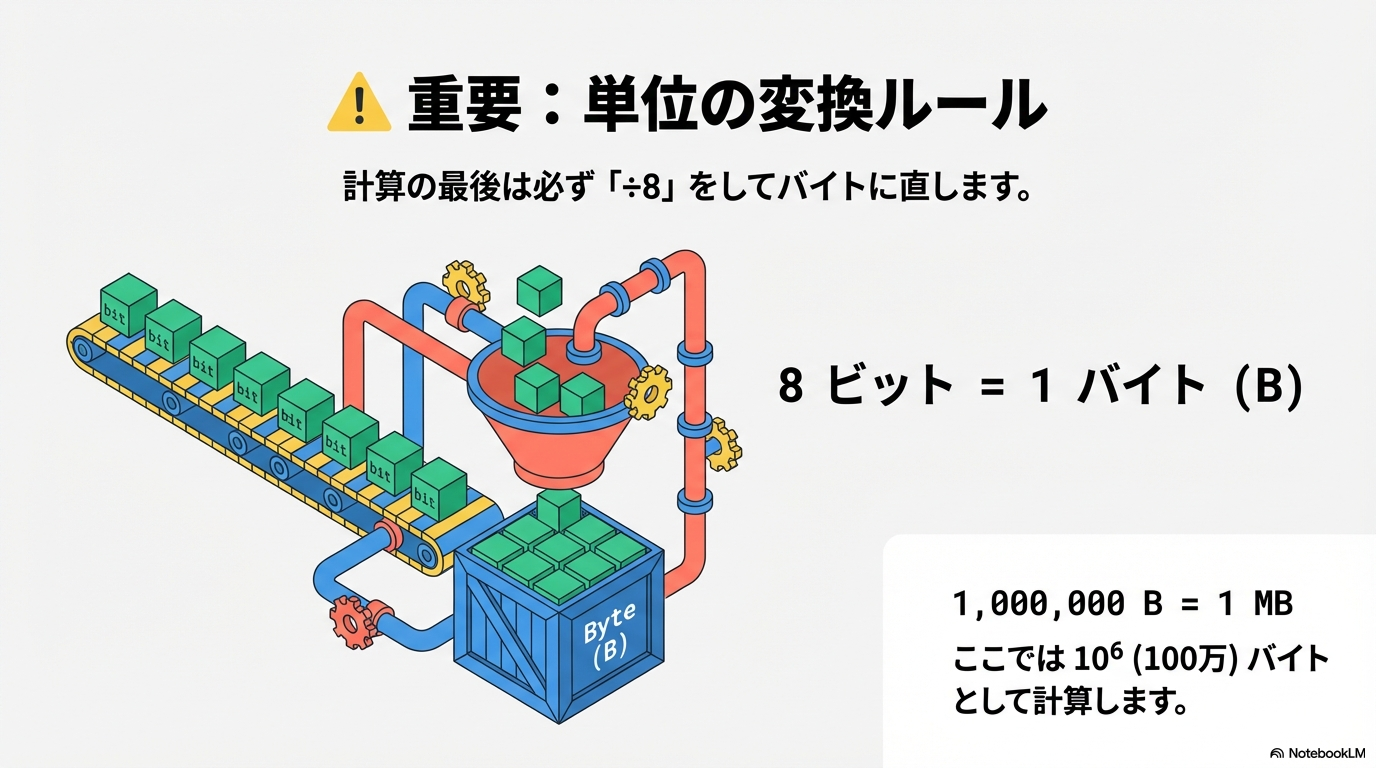 重要：単位の変換ルール
計算の最後は必ず「÷8」をしてバイトに直します。
bit
bit
bit
bit
bit
bit
bit
bit
Byte
(B)
8 ビット = 1 バイト (B)
1,000,000 B = 1 MB
ここでは 10⁶ (100万) バイト
として計算します。
NotebookLM